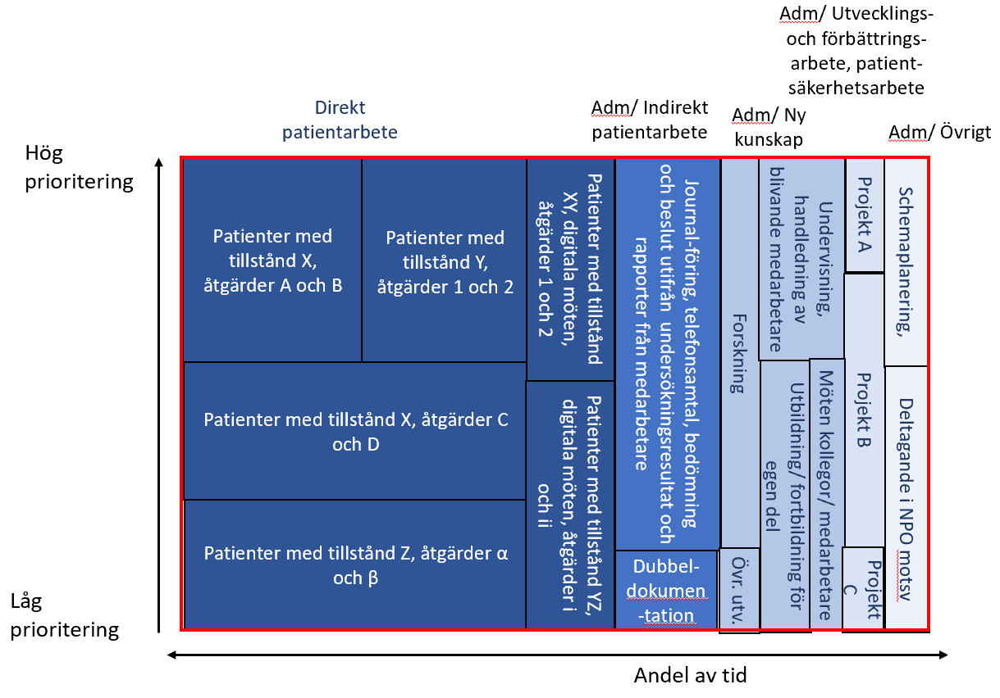 Adm/ Utvecklings-
och förbättrings-
arbete, patient-
säkerhetsarbete
Direkt
patientarbete
Adm/ Indirekt
patientarbete
Adm/ Ny
kunskap
Adm/ Övrigt
Hög
prioritering
Patienter med
tillstånd X,
åtgärder A och B
Patienter med
tillstånd Y,
åtgärder 1 och 2
Patienter med tillstånd
XY, digitala möten,
åtgärder 1 och 2
Journal-föring, telefonsamtal, bedömning
och beslut utifrån undersökningsresultat och
rapporter från medarbetare
Forskning
Undervisning,
handledning av
blivande medarbetare
Projekt A
Schemaplanering,
Patienter med tillstånd X, åtgärder C
och D
Patienter med tillstånd YZ,
digitala möten, åtgärder i
och ii
Möten kollegor/ medarbetare
Utbildning/ fortbildning för
egen del
Projekt B
Deltagande i NPO motsv
Patienter med tillstånd Z, åtgärder α
och β
Dubbel-
dokumen
-tation
Övr. utv.
Projekt
C
Låg
prioritering
Andel av tid